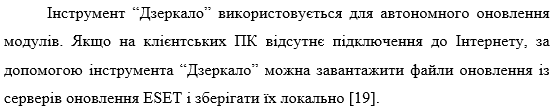 Інструмент “Дзеркало” використовується для автономного оновлення
модулів. Якщо на клієнтських ПК відсутнє підключення до Інтернету, за
допомогою інструмента “Дзеркало” можна завантажити файли оновлення із
серверів оновлення ESET і зберігати їх локально [19].